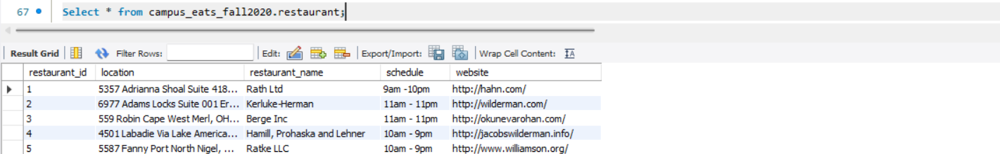 67 Select * from campus_eats_fall2020.restaurant;
Result Grid Filter Rows: Edit: Export/Import: Wrap Cell Content: IA
restaurant_id location restaurant_name schedule website
1 5357 Adrianna Shoal Suite 418... Rath Ltd 9am -10pm http://hahn.com/
2 6977 Adams Locks Suite 001 Er... Kerluke-Herman 11am - 11pm http://wilderman.com/
3 559 Robin Cape West Merl, OH... Berge Inc 11am - 11pm http://okunevarohan.com/
4 4501 Labadie Via Lake America... Hamill, Prohaska and Lehner 10am - 9pm http://jacobswilderman.info/
5 5587 Fanny Port North Nigel, ... Ratke LLC 10am - 9pm http://www.williamson.org/